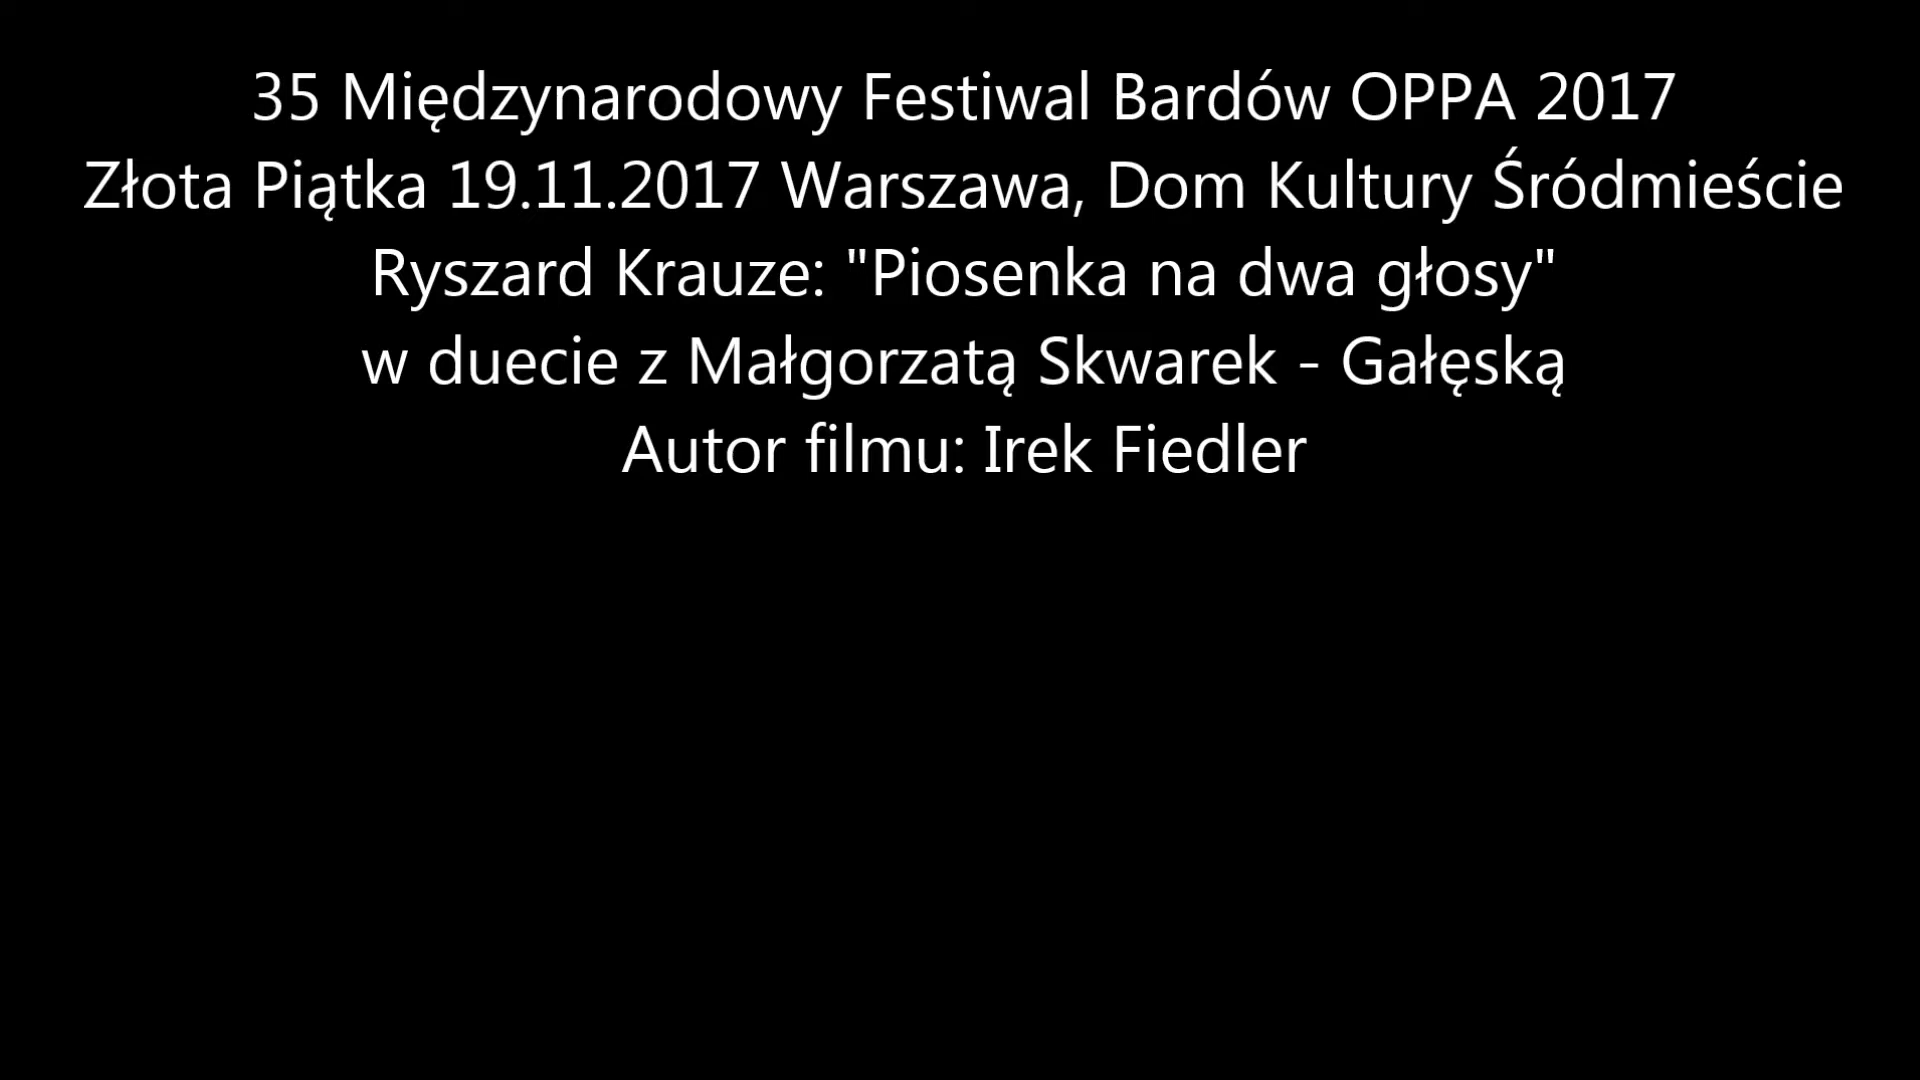 35 Międzynarodowy Festiwal Bardów OPPA 2017
Złota Piątka 19.11.2017 Warszawa, Dom Kultury Śródmieście
Ryszard Krauze: "Piosenka na dwa głosy"
w duecie z Małgorzatą Skwarek - Gałęską
Autor filmu: Irek Fiedler